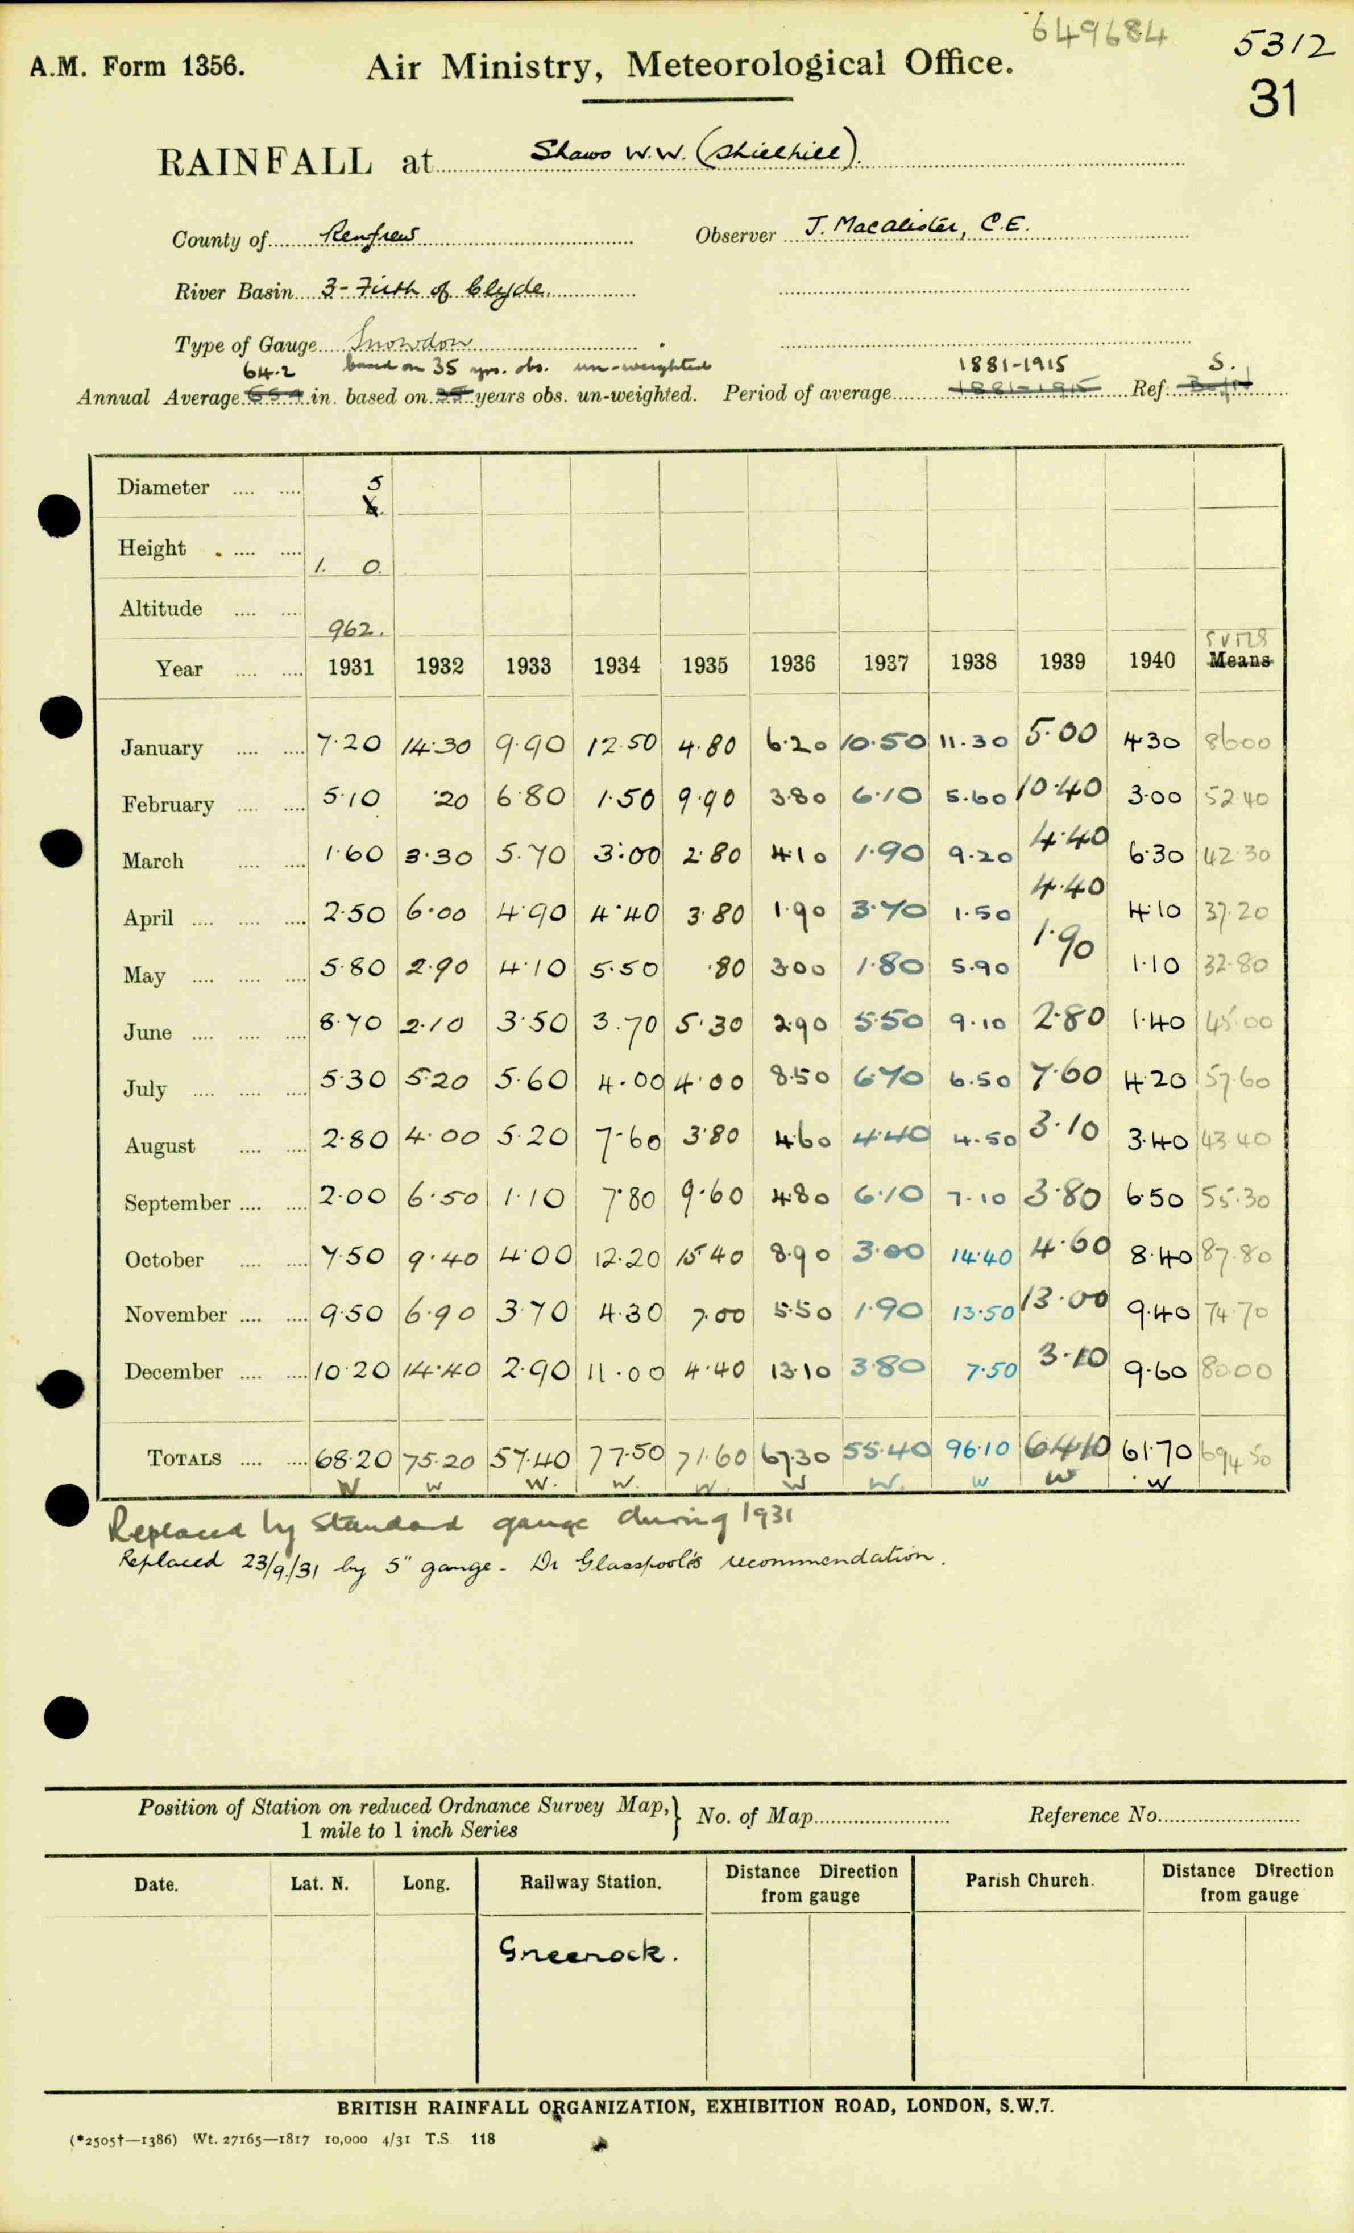 649684
5312
A.M. Form 1356. Air Ministry, Meteorological Office.
31
RAINFALL at Shaws W.W. (Shielhill).
County of Renfrew Observer J. Macalister, C.E.
River Basin 3 - Firth of Clyde.
Type of Gauge Snowdon
64.2 based on 35 yrs. obs. un-weighted 1881-1915 S.
Annual Average in. based on 35 years obs. un-weighted. Period of average 1881-1915 Ref.
Diameter .... .... 5
6.
Height .... .... 1. 0.
Altitude .... .... 962.
SUMS
Year .... .... 1931 1932 1933 1934 1935 1936 1937 1938 1939 1940 Means
January .... .... 7.20 14.30 9.90 12.50 4.80 6.20 10.50 11.30 5.00 4.30 86.00
February .... .... 5.10 .20 6.80 1.50 9.90 3.80 6.10 5.60 10.40 3.00 52.40
March .... .... 1.60 3.30 5.70 3.00 2.80 4.10 1.90 9.20 4.40 6.30 42.30
April .... .... .... 2.50 6.00 4.90 4.40 3.80 1.90 3.70 1.50 4.40 4.10 37.20
May .... .... .... 5.80 2.90 4.10 5.50 .80 3.00 1.80 5.90 1.90 1.10 32.80
June .... .... .... 8.70 2.10 3.50 3.70 5.30 2.90 5.50 9.10 2.80 1.40 45.00
July .... .... .... 5.30 5.20 5.60 4.00 4.00 8.50 6.70 6.50 7.60 4.20 57.60
August .... .... 2.80 4.00 5.20 7.60 3.80 4.60 4.40 4.50 3.10 3.40 43.40
September .... .... 2.00 6.50 1.10 7.80 9.60 4.80 6.10 7.10 3.80 6.50 55.30
October .... .... 7.50 9.40 4.00 12.20 15.40 8.90 3.00 14.40 4.60 8.40 87.80
November .... .... 9.50 6.90 3.70 4.30 7.00 5.50 1.90 13.50 13.00 9.40 74.70
December .... .... 10.20 14.40 2.90 11.00 4.40 13.10 3.80 7.50 3.10 9.60 80.00
TOTALS .... .... 68.20 75.20 57.40 77.50 71.60 67.30 55.40 96.10 64.10 61.70 694.50
W W W. W. W. W W. W W W
Replaced by standard gauge during 1931
Replaced 23/9/31 by 5" gauge - Dr Glasspoole's recommendation.
Position of Station on reduced Ordnance Survey Map, } No. of Map Reference No.
1 mile to 1 inch Series
Date. Lat. N. Long. Railway Station. Distance Direction from gauge Parish Church. Distance Direction from gauge
Greenock.
BRITISH RAINFALL ORGANIZATION, EXHIBITION ROAD, LONDON, S.W.7.
(*2505†—1386) Wt. 27165—1817 10,000 4/31 T.S. 118